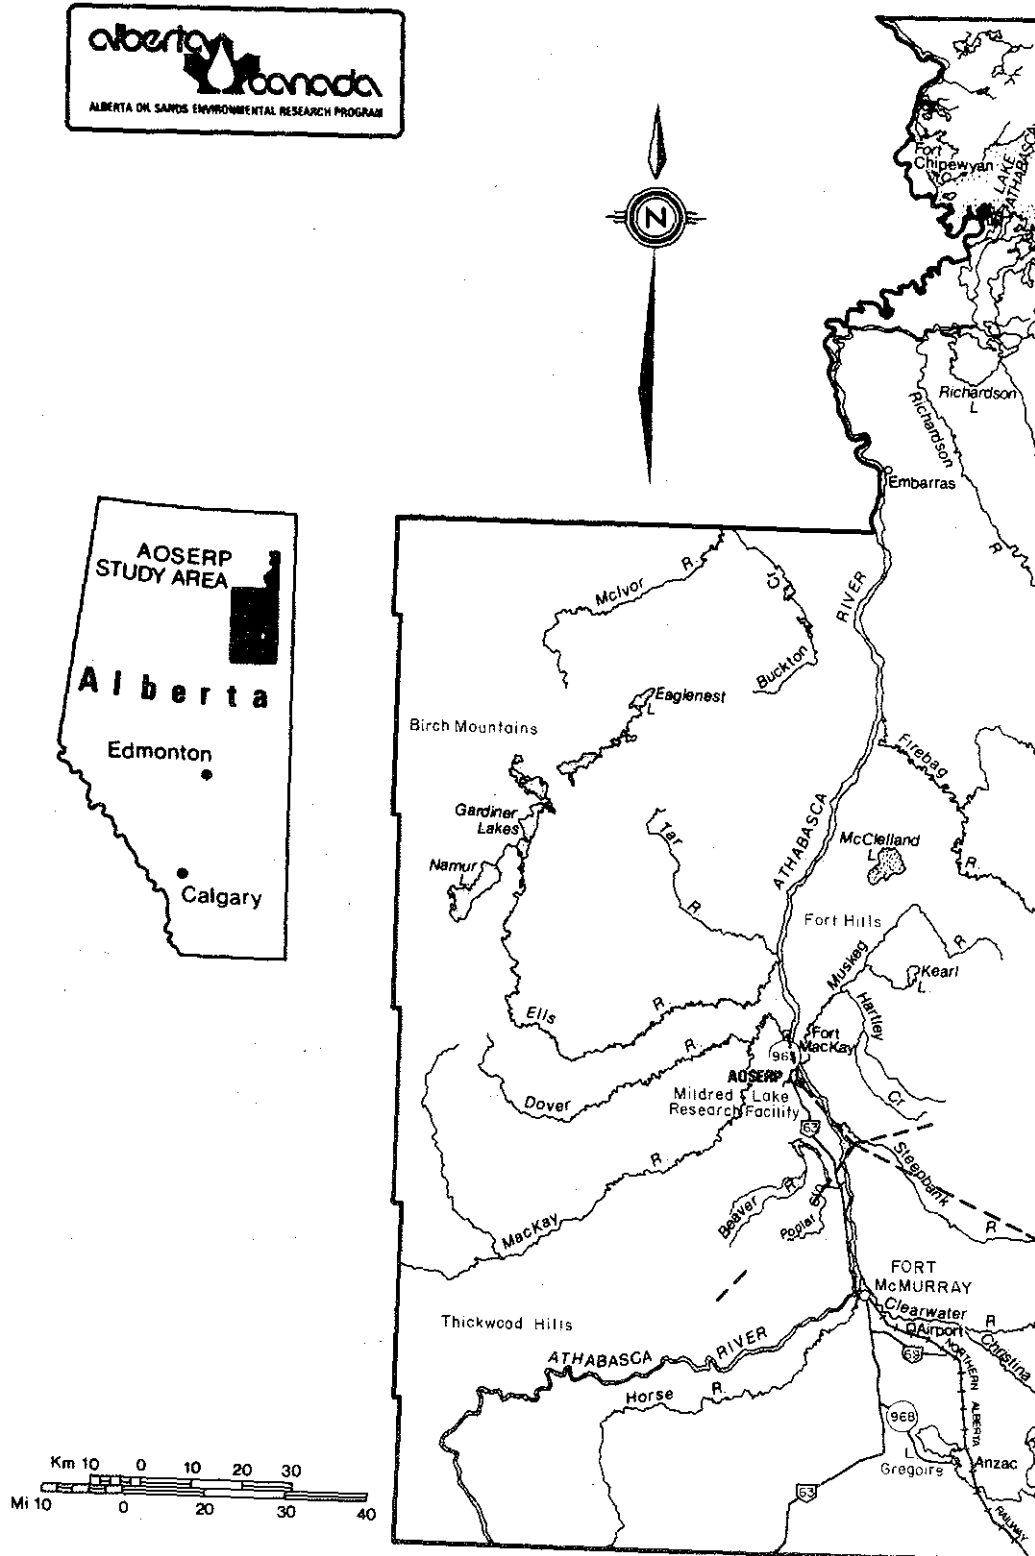 alberta
canada
ALBERTA OIL SANDS ENVIRONMENTAL RESEARCH PROGRAM
N
Fort
Chipewyan
LAKE
ATHABASCA
Richardson
L
Richardson
R
Embarras
AOSERP
STUDY AREA
Alberta
Edmonton
Calgary
McIvor R.
Cr
Buckton
RIVER
Eaglenest
L
Birch Mountains
Firebag
R
Gardiner
Lakes
Namur
L
Tar
R
ATHABASCA
McClelland
L
Fort Hills
Muskeg
R
Kearl
L
Hartley
Cr
Ells R
Fort
MacKay
963
AOSERP
Mildred Lake
Research Facility
Dover R
63
MacKay R
Beaver R
Poplar
Steepbank
R
FORT
McMURRAY
Clearwater R
Airport
Christina
69
NORTHERN ALBERTA
RAILWAY
Thickwood Hills
ATHABASCA RIVER
Horse R
968
L
Gregoire
Anzac
63
Km 10 0 10 20 30
Mi 10 0 20 30 40